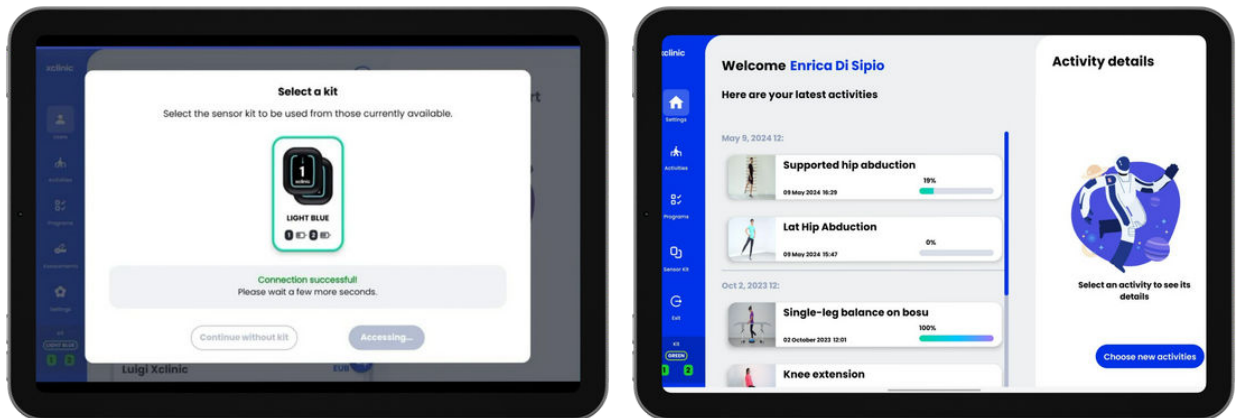 xclinic
Select a kit
Select the sensor kit to be used from those currently available.
1
xclinic
LIGHT BLUE
1 2
Connection successful!
Please wait a few more seconds.
Continue without kit
Accessing...
Activities
Programs
Settings
Kit
LIGHT BLUE
1 2
Luigi Xclinic
EUB
rt
xclinic
Settings
Activities
Programs
Sensor Kit
Exit
Kit
GREEN
1 2
Welcome Enrica Di Sipio
Here are your latest activities
May 9, 2024 12:
Supported hip abduction
19%
09 May 2024 16:29
Lat Hip Abduction
0%
09 May 2024 15:47
Oct 2, 2023 12:
Single-leg balance on bosu
100%
02 October 2023 12:01
Knee extension
Activity details
Select an activity to see its
details
Choose new activities